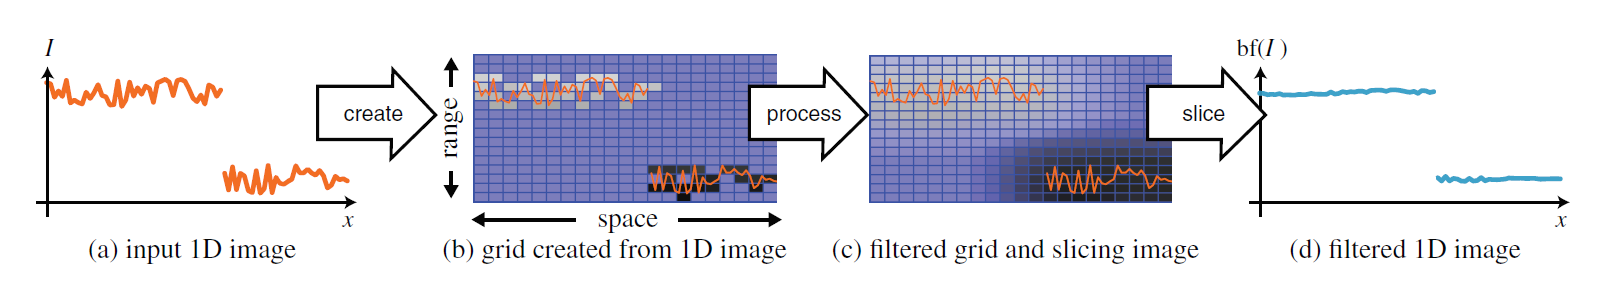 I
x
(a) input 1D image
create
range
space
(b) grid created from 1D image
process
(c) filtered grid and slicing image
slice
bf(I )
x
(d) filtered 1D image